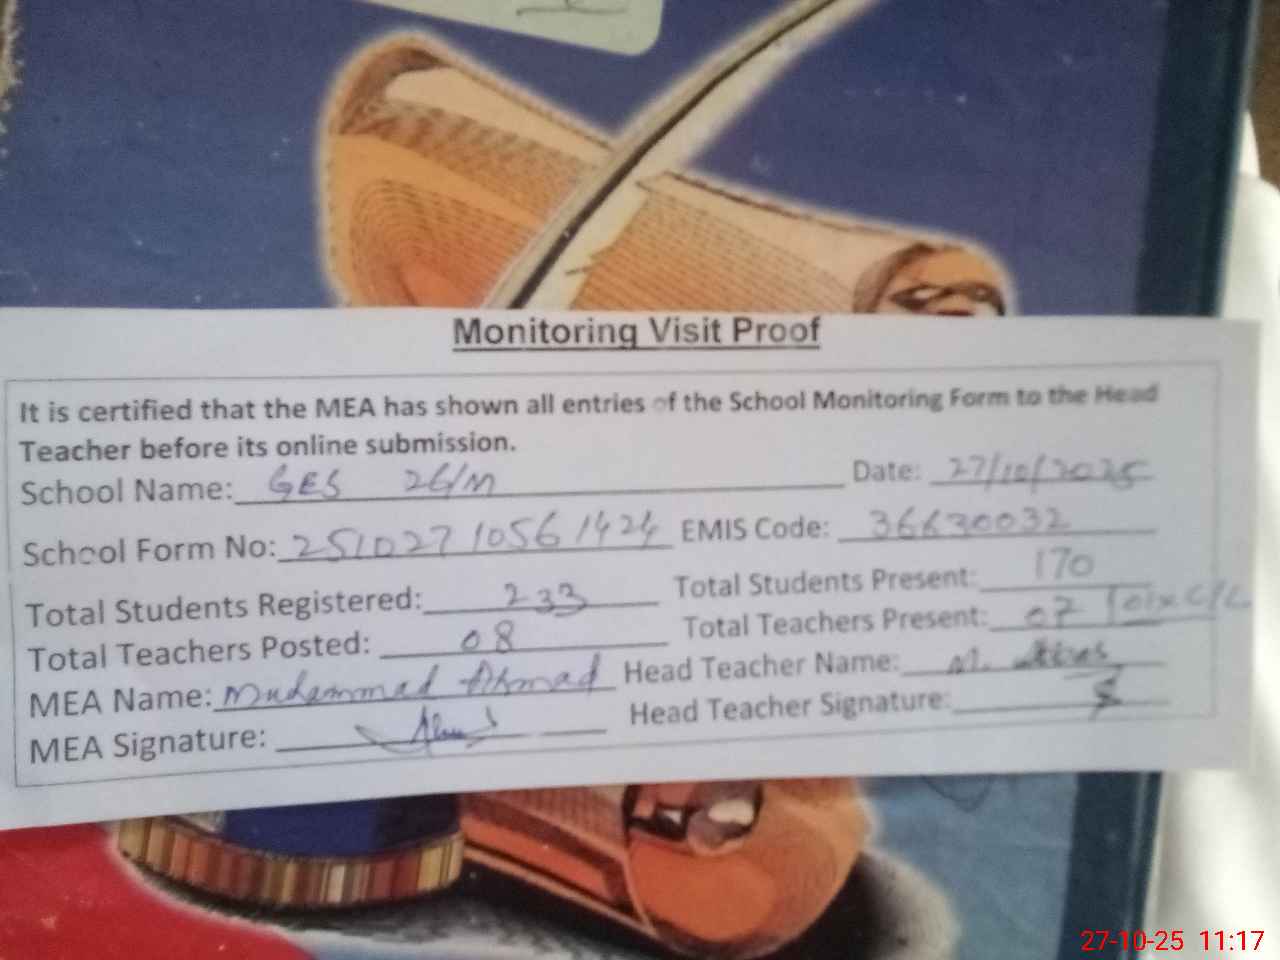 Monitoring Visit Proof
It is certified that the MEA has shown all entries of the School Monitoring Form to the Head
Teacher before its online submission.
School Name: GES 26/M Date: 27/10/2025
School Form No: 25102710561424 EMIS Code: 36630032
Total Students Registered: 233 Total Students Present: 170
Total Teachers Posted: 08 Total Teachers Present: 07 01x C/L
MEA Name: Muhammad Ahmad Head Teacher Name: M.
MEA Signature: Head Teacher Signature:
27-10-25 11:17